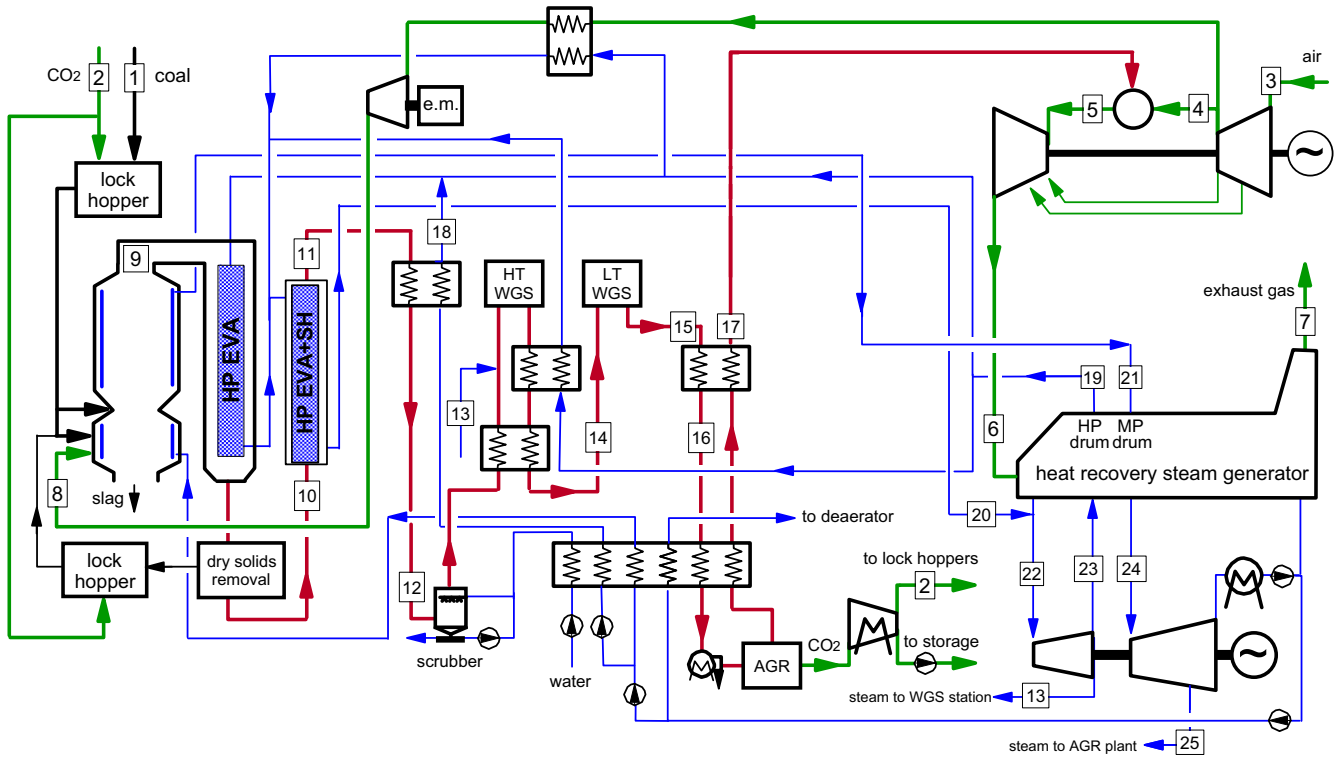 CO2
2
1
coal
lock
hopper
e.m.
air
3
5
4
~
9
11
18
HT
WGS
LT
WGS
15
17
exhaust gas
7
HP EVA
HP EVA+SH
13
14
16
19
21
6
HP
drum
MP
drum
heat recovery steam generator
8
slag
10
20
to deaerator
lock
hopper
dry solids
removal
12
to lock hoppers
2
22
23
24
scrubber
water
AGR
CO2
to storage
~
steam to WGS station
13
steam to AGR plant
25